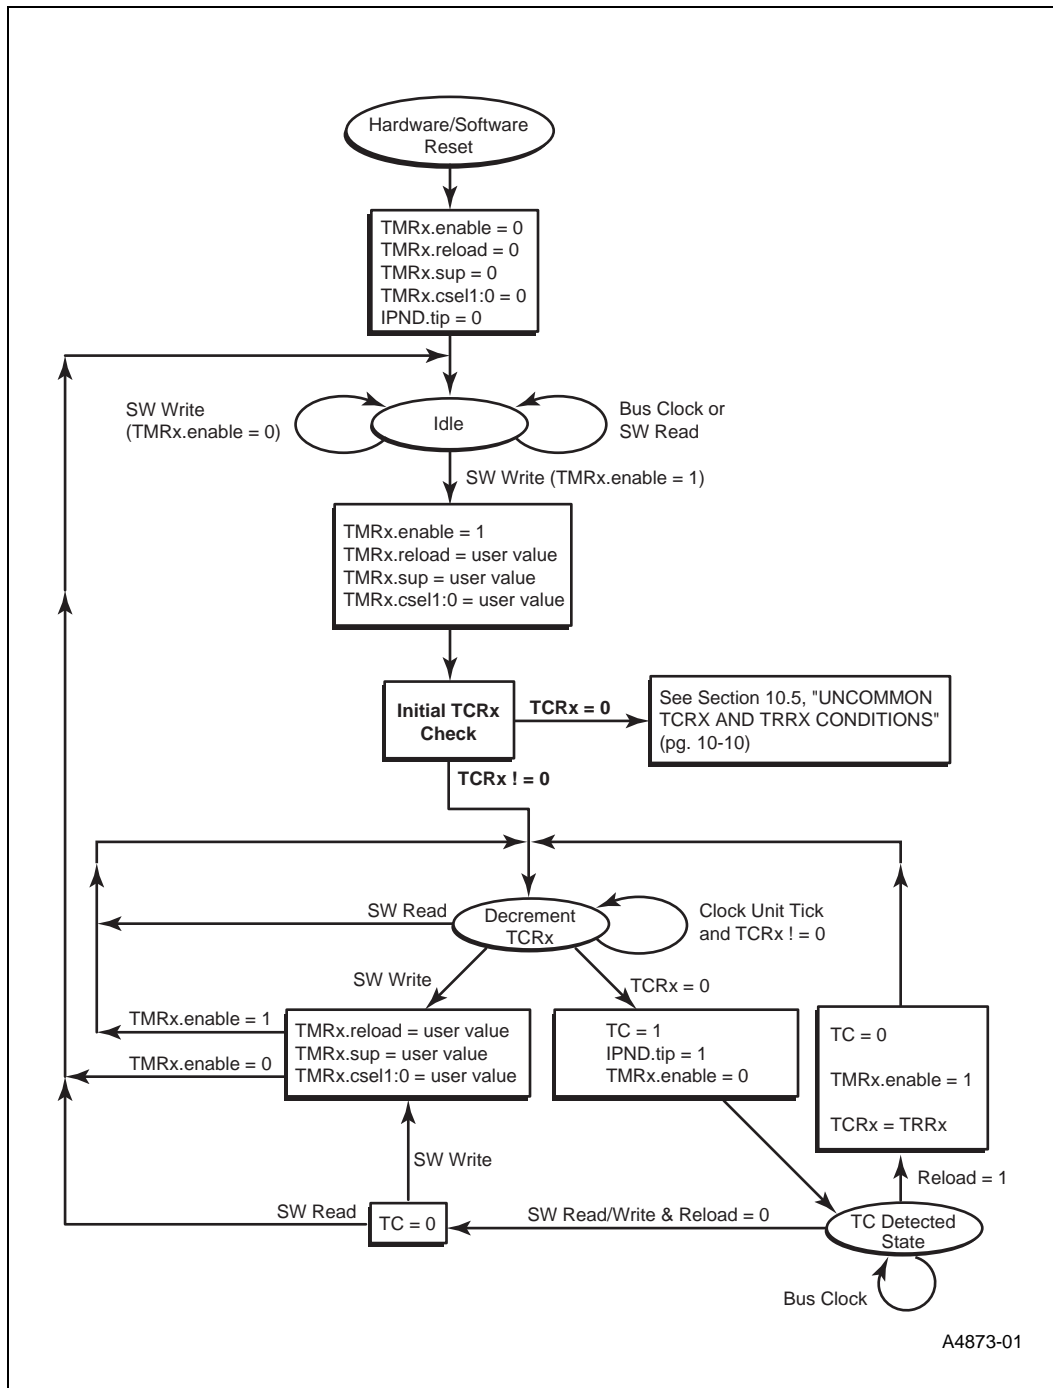 Hardware/Software
Reset
TMRx.enable = 0
TMRx.reload = 0
TMRx.sup = 0
TMRx.csel1:0 = 0
IPND.tip = 0
SW Write
(TMRx.enable = 0)
Idle
Bus Clock or
SW Read
SW Write (TMRx.enable = 1)
TMRx.enable = 1
TMRx.reload = user value
TMRx.sup = user value
TMRx.csel1:0 = user value
Initial TCRx
Check
TCRx = 0
See Section 10.5, "UNCOMMON
TCRX AND TRRX CONDITIONS"
(pg. 10-10)
TCRx ! = 0
SW Read
Decrement
TCRx
Clock Unit Tick
and TCRx ! = 0
SW Write
TCRx = 0
TMRx.enable = 1
TMRx.enable = 0
TMRx.reload = user value
TMRx.sup = user value
TMRx.csel1:0 = user value
TC = 1
IPND.tip = 1
TMRx.enable = 0
TC = 0
TMRx.enable = 1
TCRx = TRRx
SW Write
Reload = 1
SW Read
TC = 0
SW Read/Write & Reload = 0
TC Detected
State
Bus Clock
A4873-01